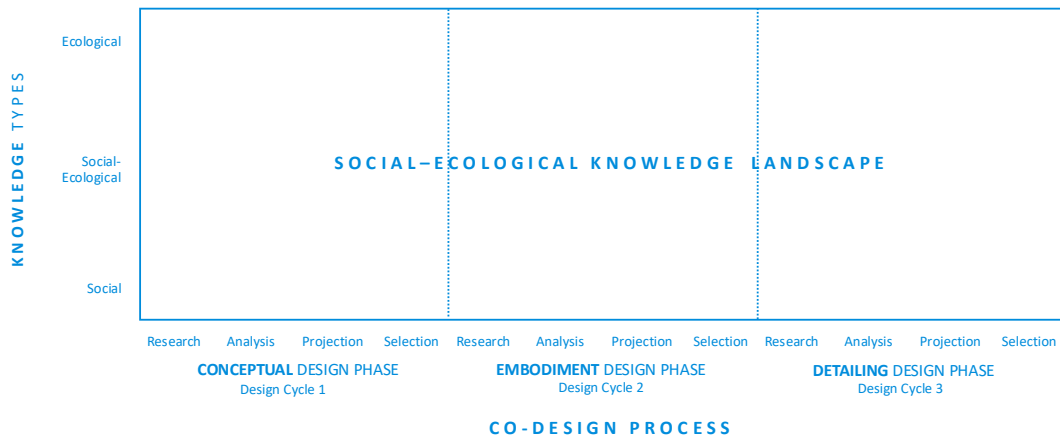 KNOWLEDGE TYPES
Ecological
Social-
Ecological
Social
SOCIAL–ECOLOGICAL KNOWLEDGE LANDSCAPE
Research Analysis Projection Selection Research Analysis Projection Selection Research Analysis Projection Selection
CONCEPTUAL DESIGN PHASE EMBODIMENT DESIGN PHASE DETAILING DESIGN PHASE
Design Cycle 1 Design Cycle 2 Design Cycle 3
CO-DESIGN PROCESS